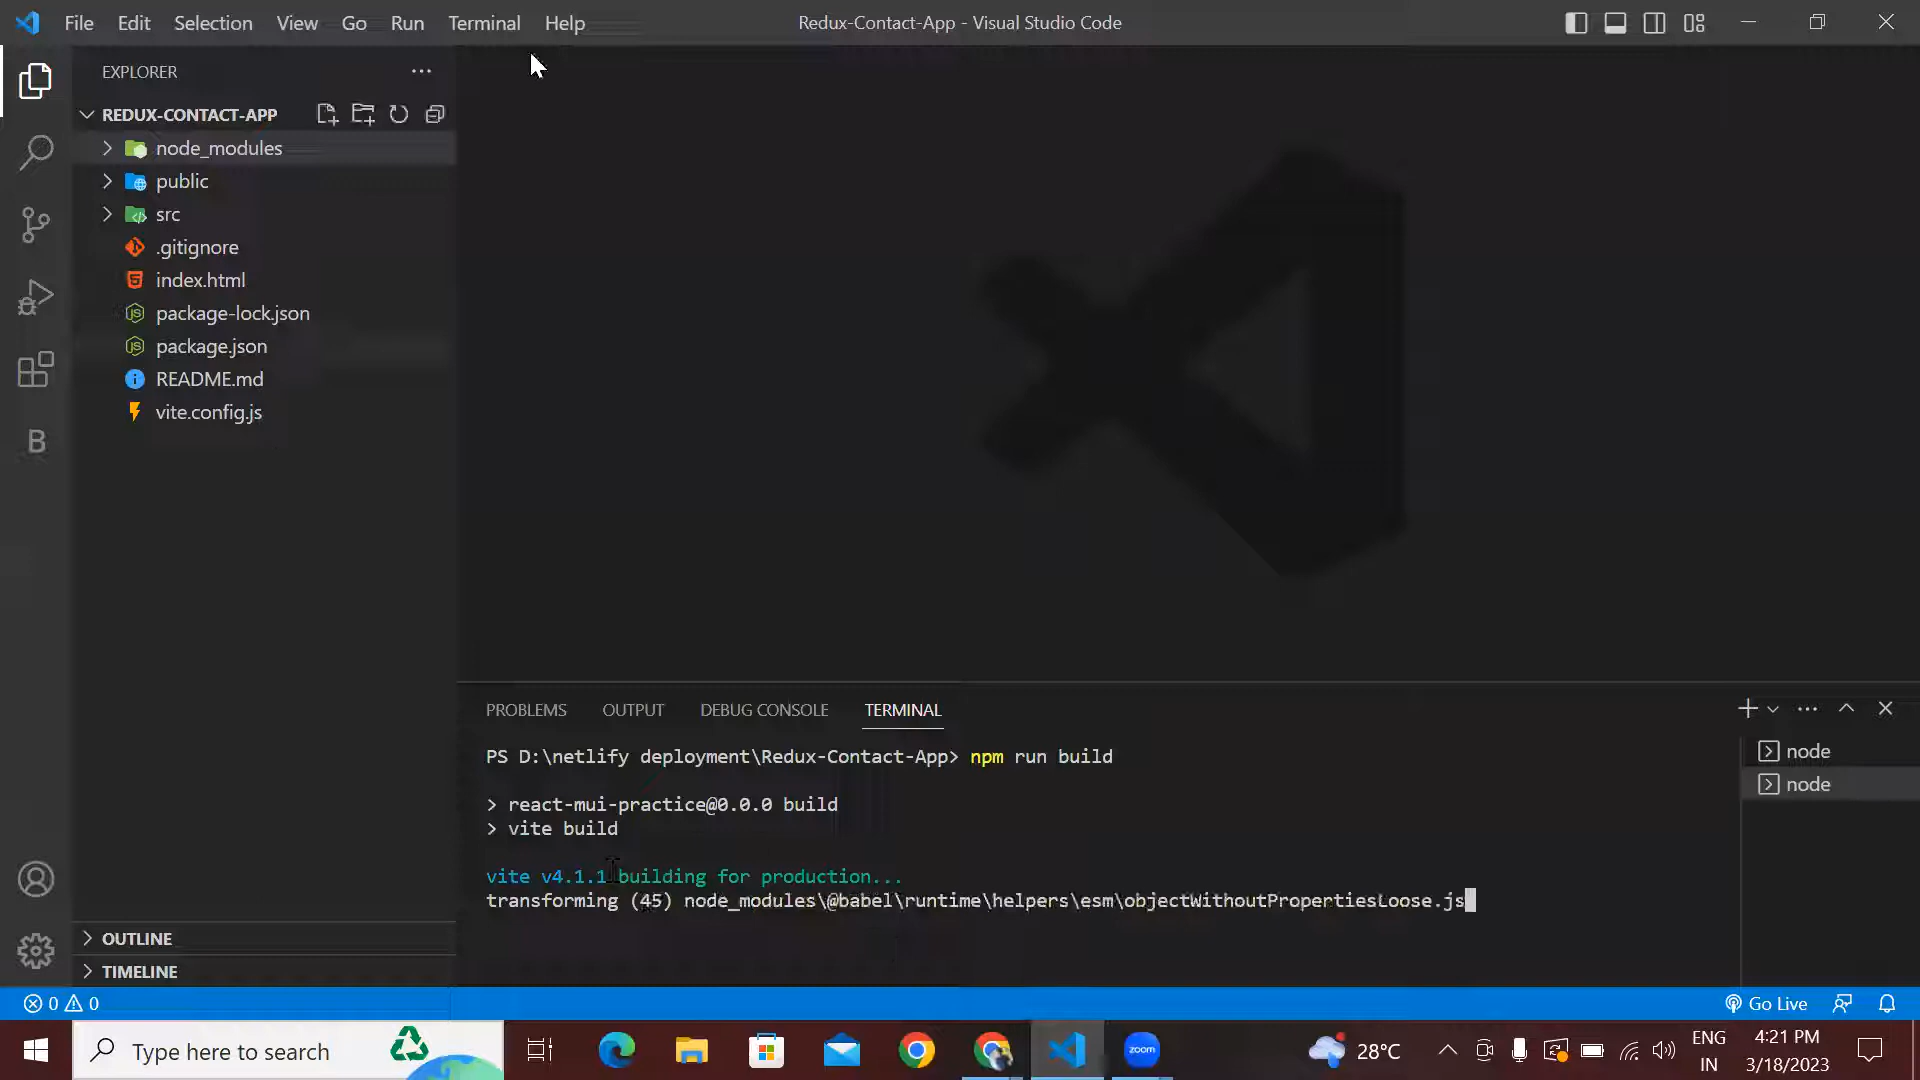 File Edit Selection View Go Run Terminal Help
Redux-Contact-App - Visual Studio Code
EXPLORER
REDUX-CONTACT-APP
node_modules
public
src
.gitignore
index.html
package-lock.json
package.json
README.md
vite.config.js
B
PROBLEMS OUTPUT DEBUG CONSOLE TERMINAL
PS D:\netlify deployment\Redux-Contact-App> npm run build
> react-mui-practice@0.0.0 build
> vite build
vite v4.1.1 building for production...
transforming (45) node_modules\@babel\runtime\helpers\esm\objectWithoutPropertiesLoose.js
node
node
OUTLINE
TIMELINE
0 0
Go Live
Type here to search
zoom
28°C
ENG
IN
4:21 PM
3/18/2023